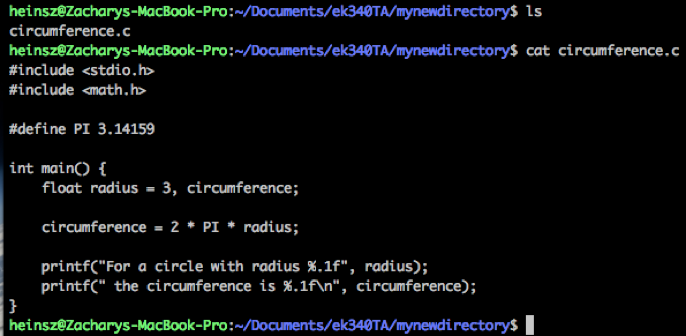 heinsz@Zacharys-MacBook-Pro:~/Documents/ek340TA/mynewdirectory$ ls
circumference.c
heinsz@Zacharys-MacBook-Pro:~/Documents/ek340TA/mynewdirectory$ cat circumference.c
#include <stdio.h>
#include <math.h>

#define PI 3.14159

int main() {
    float radius = 3, circumference;

    circumference = 2 * PI * radius;

    printf("For a circle with radius %.1f", radius);
    printf(" the circumference is %.1f\n", circumference);
}
heinsz@Zacharys-MacBook-Pro:~/Documents/ek340TA/mynewdirectory$